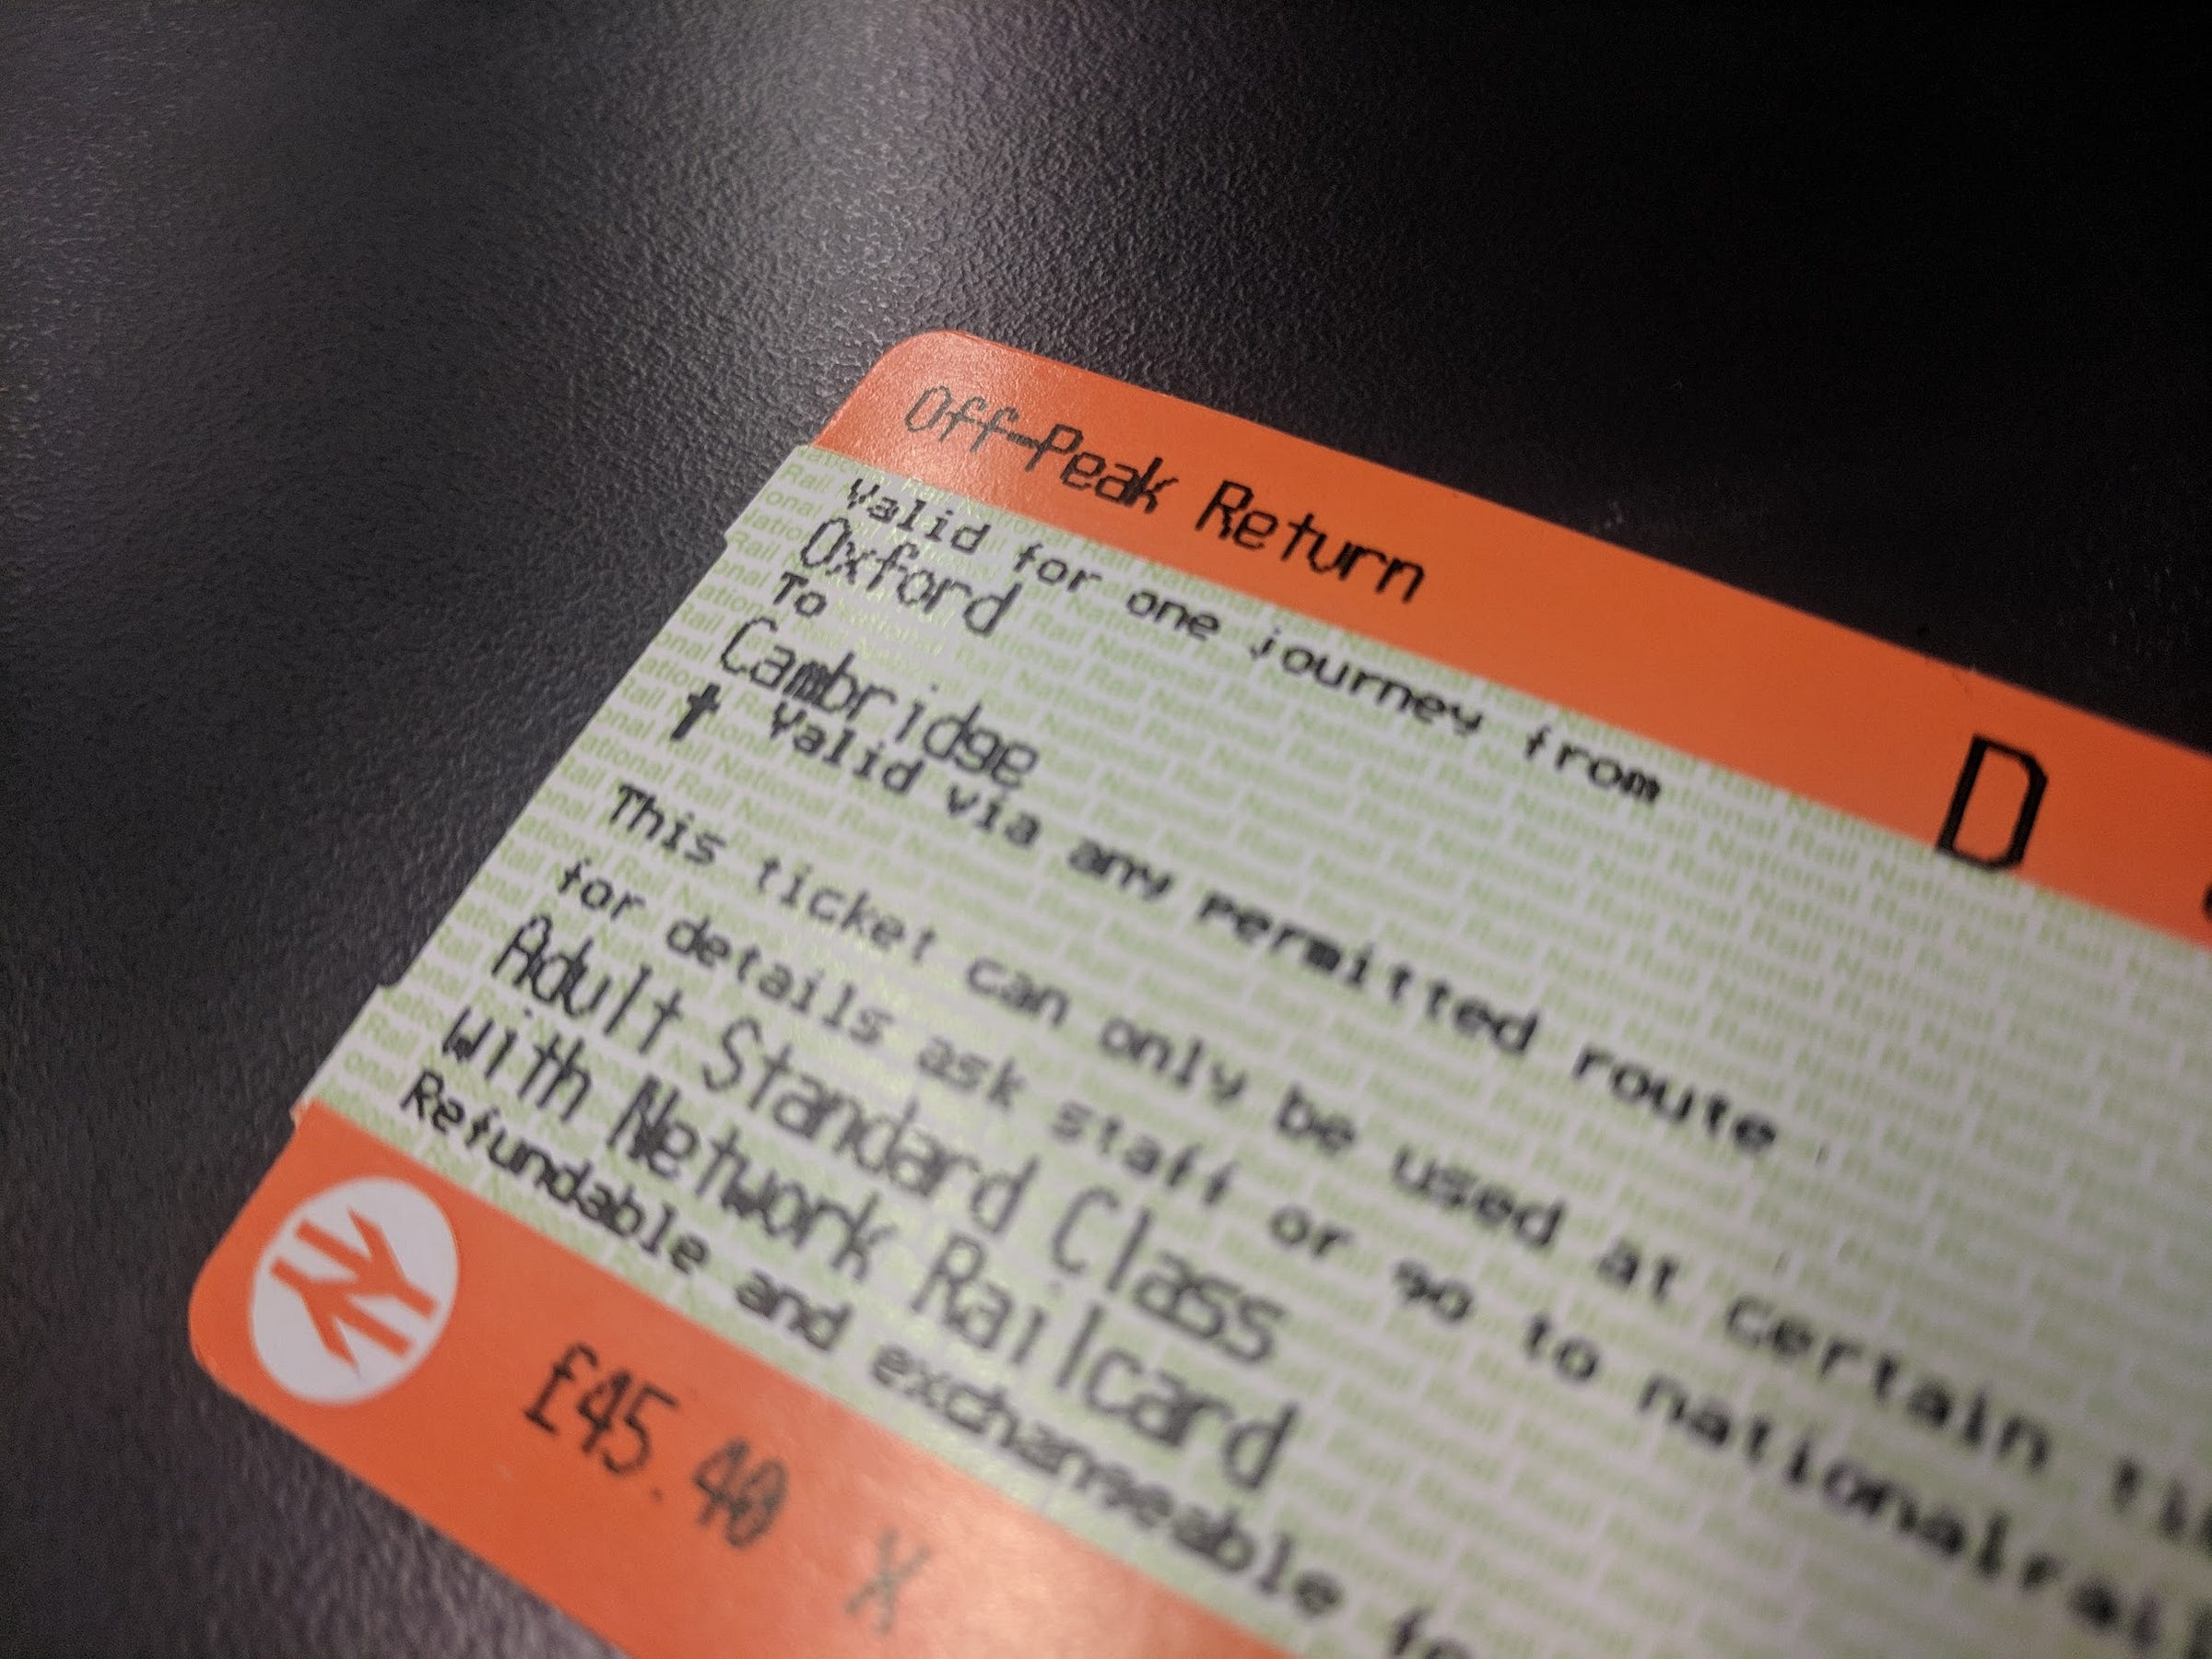 Off-Peak Return
D
Valid for one journey from
Oxford
To
Cambridge
† Valid via any permitted route
This ticket can only be used at certain
for details ask staff or go to nationalrail
Adult Standard Class
With Network Railcard
Refundable and exchangeable
£45.40 X